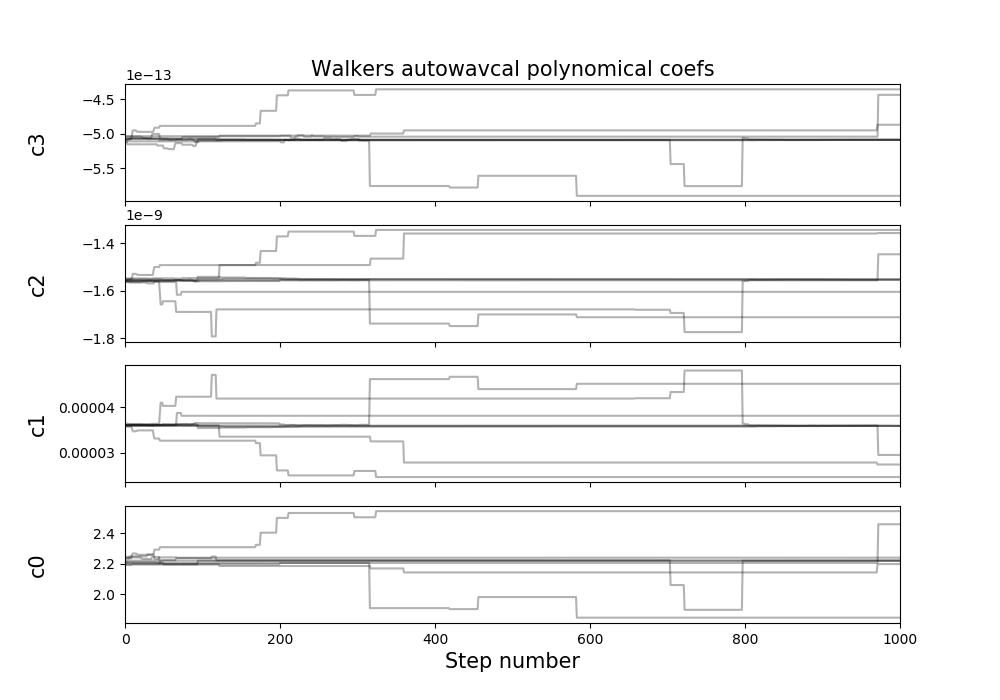 Walkers autowavcal polynomical coefs
1e−13
−4.5
−5.0
−5.5
c3
1e−9
−1.4
−1.6
−1.8
c2
0.00004
0.00003
c1
2.4
2.2
2.0
c0
0 200 400 600 800 1000
Step number